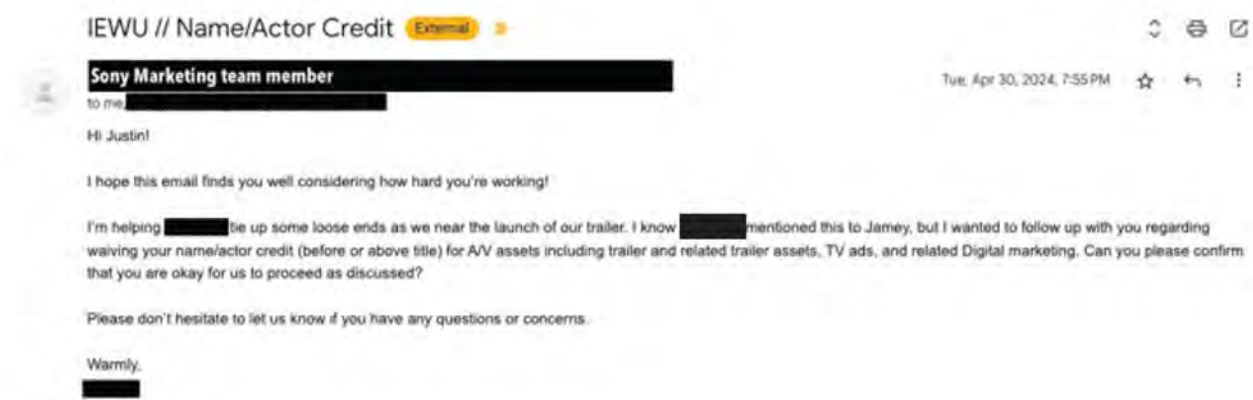 IEWU // Name/Actor Credit External
Sony Marketing team member
Tue, Apr 30, 2024, 7:55 PM
to me,
Hi Justin!
I hope this email finds you well considering how hard you're working!
I'm helping tie up some loose ends as we near the launch of our trailer. I know mentioned this to Jamey, but I wanted to follow up with you regarding
waiving your name/actor credit (before or above title) for A/V assets including trailer and related trailer assets, TV ads, and related Digital marketing. Can you please confirm
that you are okay for us to proceed as discussed?
Please don't hesitate to let us know if you have any questions or concerns.
Warmly,